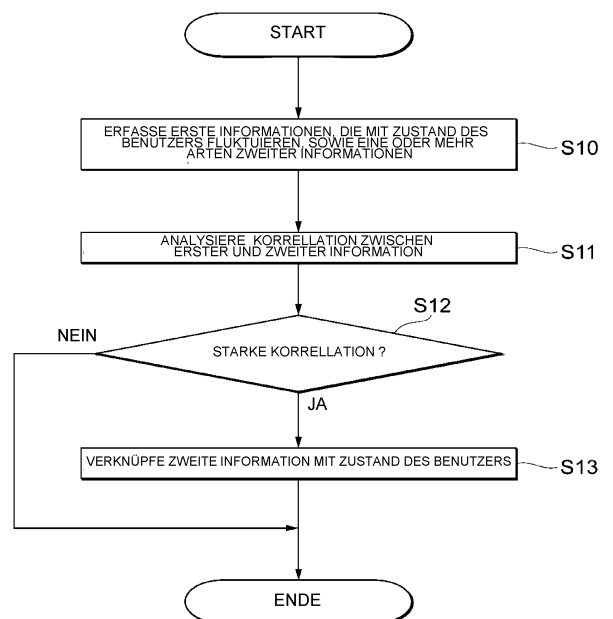 START
ERFASSE ERSTE INFORMATIONEN, DIE MIT ZUSTAND DES
BENUTZERS FLUKTUIEREN, SOWIE EINE ODER MEHR
ARTEN ZWEITER INFORMATIONEN
S10
ANALYSIERE KORRELLATION ZWISCHEN
ERSTER UND ZWEITER INFORMATION
S11
S12
NEIN
STARKE KORRELLATION ?
JA
VERKNÜPFE ZWEITE INFORMATION MIT ZUSTAND DES BENUTZERS
S13
ENDE